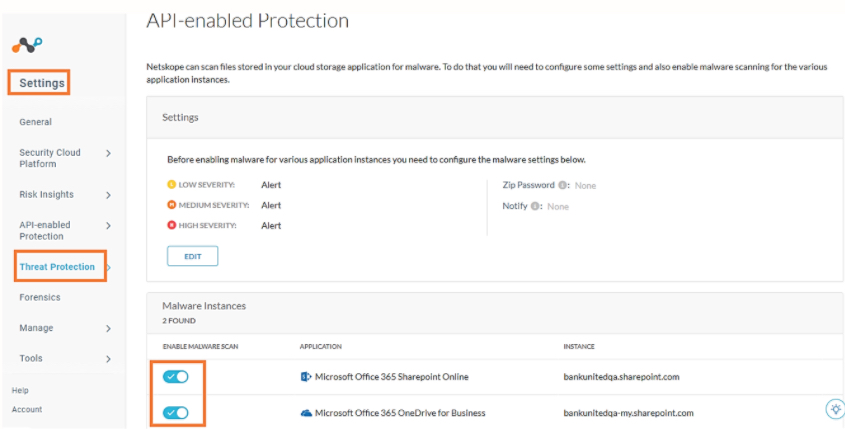 API-enabled Protection
Netskope can scan files stored in your cloud storage application for malware. To do that you will need to configure some settings and also enable malware scanning for the various
application instances.
Settings
General
Security Cloud
Platform
Risk Insights
API-enabled
Protection
Threat Protection
Forensics
Manage
Tools
Help
Account
Settings
Before enabling malware for various application instances you need to configure the malware settings below.
LOW SEVERITY: Alert
MEDIUM SEVERITY: Alert
HIGH SEVERITY: Alert
Zip Password : None
Notify : None
EDIT
Malware Instances
2 FOUND
ENABLE MALWARE SCAN APPLICATION INSTANCE
Microsoft Office 365 Sharepoint Online bankunitedqa.sharepoint.com
Microsoft Office 365 OneDrive for Business bankunitedqa-my.sharepoint.com